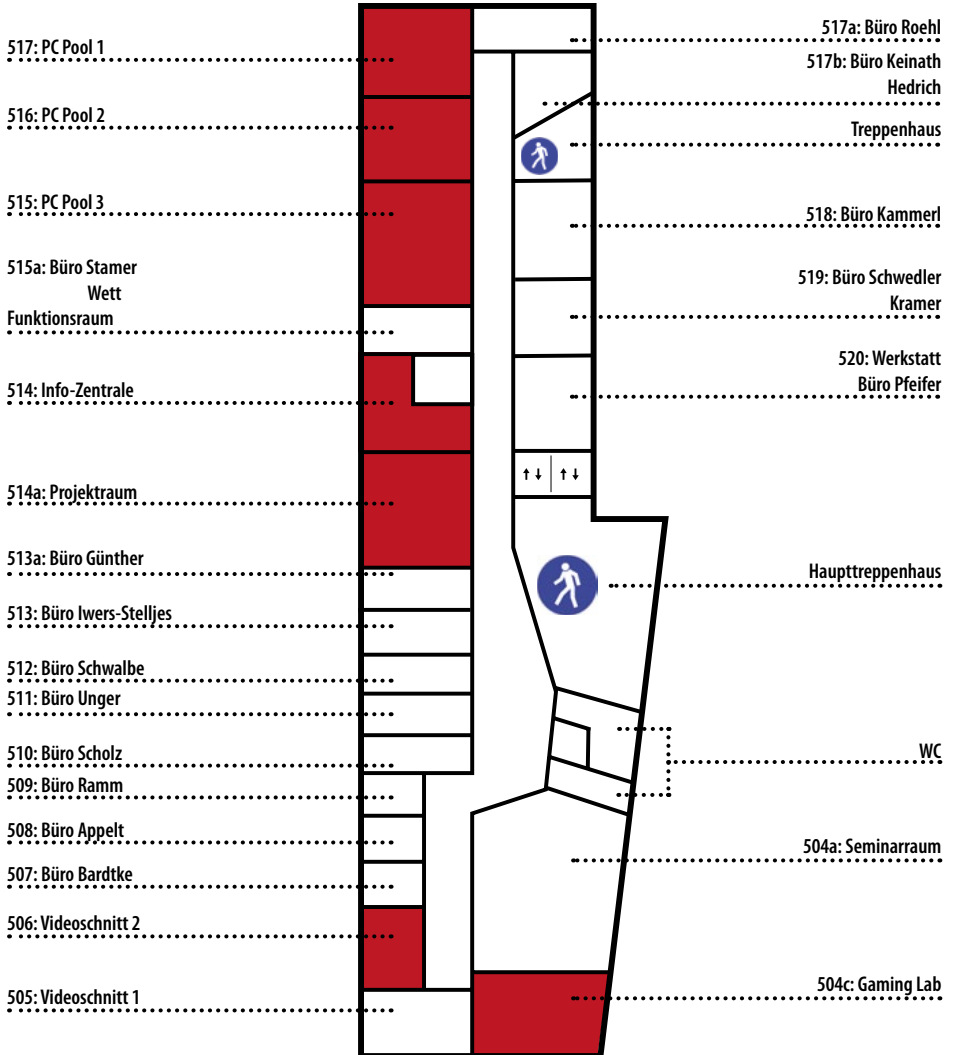 517: PC Pool 1
516: PC Pool 2
515: PC Pool 3
515a: Büro Stamer
Wett
Funktionsraum
514: Info-Zentrale
514a: Projektraum
513a: Büro Günther
513: Büro Iwers-Stelljes
512: Büro Schwalbe
511: Büro Unger
510: Büro Scholz
509: Büro Ramm
508: Büro Appelt
507: Büro Bardtke
506: Videoschnitt 2
505: Videoschnitt 1
517a: Büro Roehl
517b: Büro Keinath
Hedrich
Treppenhaus
518: Büro Kammerl
519: Büro Schwedler
Kramer
520: Werkstatt
Büro Pfeifer
Haupttreppenhaus
WC
504a: Seminarraum
504c: Gaming Lab